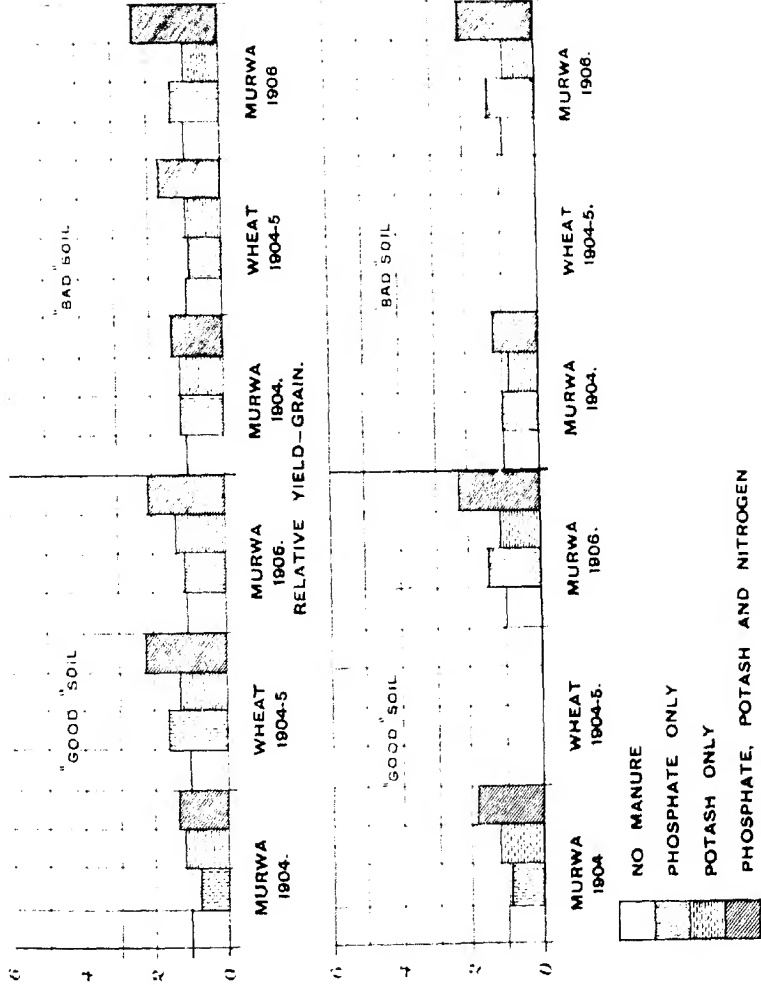 "GOOD" SOIL
"BAD" SOIL
6
4
2
0
MURWA
1904.
WHEAT
1904-5
MURWA
1906.
MURWA
1904.
WHEAT
1904-5
MURWA
1906
RELATIVE YIELD-GRAIN.
"GOOD" SOIL
"BAD" SOIL
6
4
2
0
MURWA
1904
WHEAT
1904-5.
MURWA
1906.
MURWA
1904.
WHEAT
1904-5.
MURWA
1906.
NO MANURE
PHOSPHATE ONLY
POTASH ONLY
PHOSPHATE, POTASH AND NITROGEN